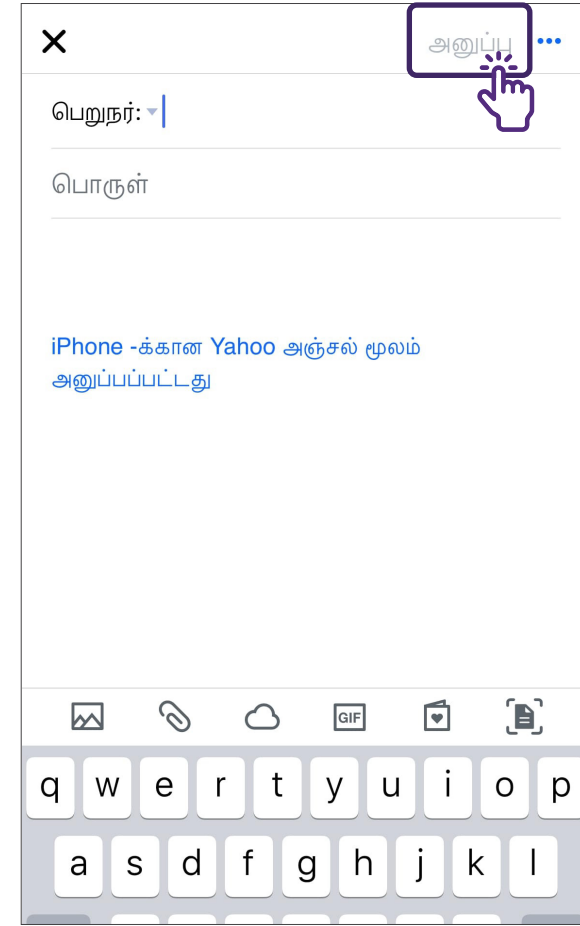 அனுப்பு
பெறுநர்:
பொருள்
iPhone -க்கான Yahoo அஞ்சல் மூலம்
அனுப்பப்பட்டது
GIF
q w e r t y u i o p
a s d f g h j k l